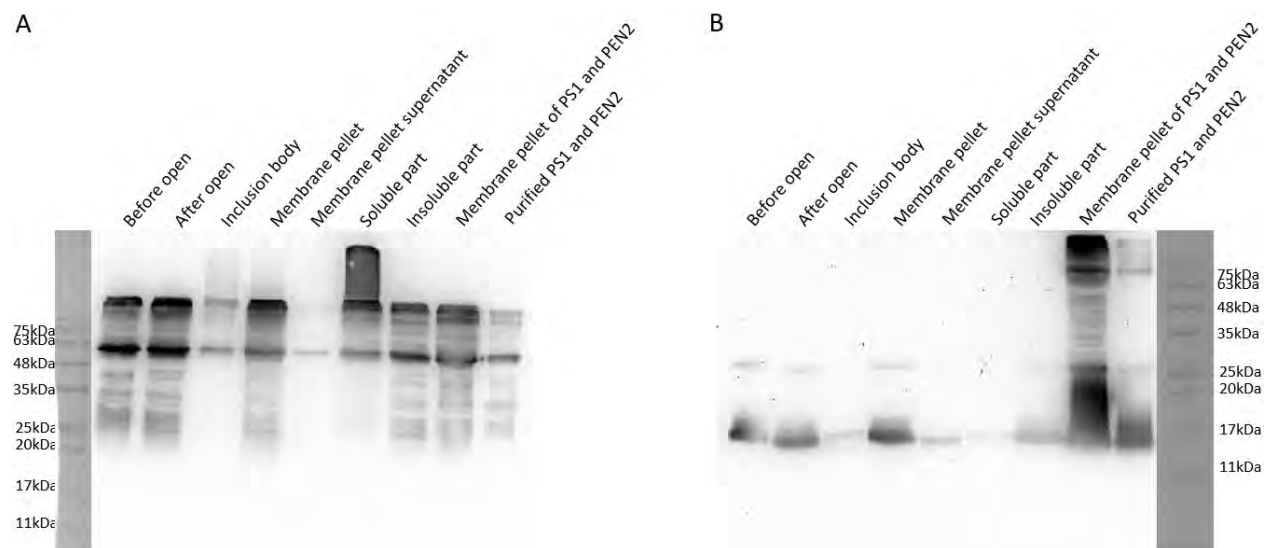 A
Before open
After open
Inclusion body
Membrane pellet
Membrane pellet supernatant
Soluble part
Insoluble part
Membrane pellet of PS1 and PEN2
Purified PS1 and PEN2
75kDa
63kDa
48kDa
35kDa
25kDa
20kDa
17kDa
11kDa
B
Before open
After open
Inclusion body
Membrane pellet
Membrane pellet supernatant
Soluble part
Insoluble part
Membrane pellet of PS1 and PEN2
Purified PS1 and PEN2
75kDa
63kDa
48kDa
35kDa
25kDa
20kDa
17kDa
11kDa